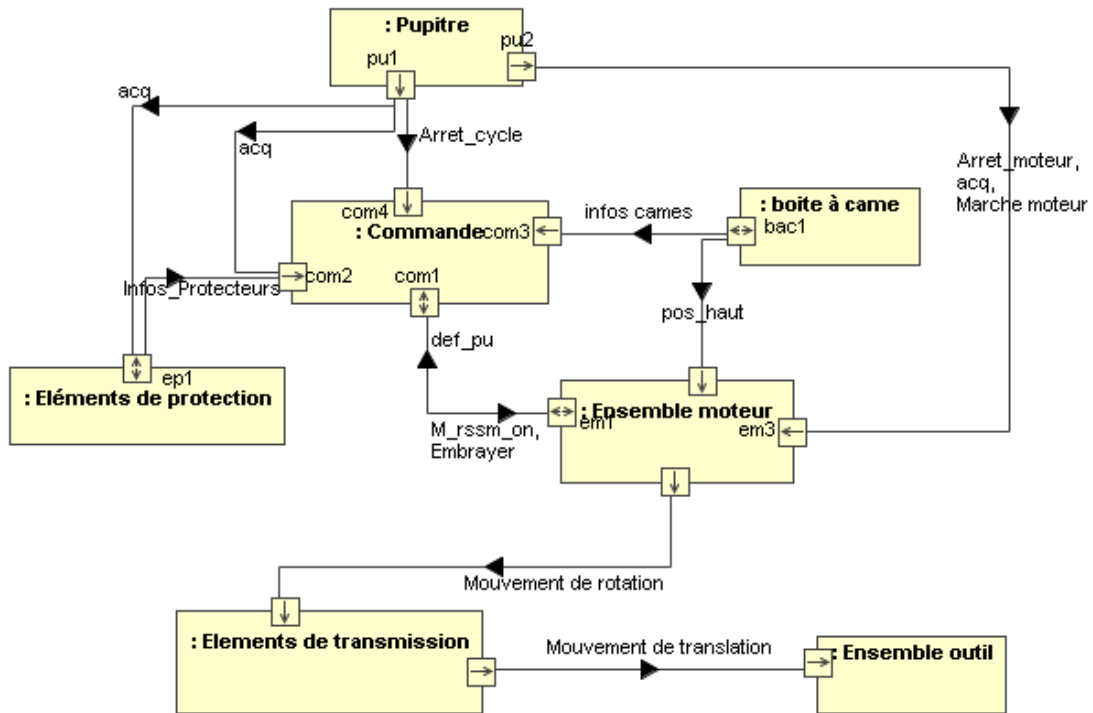 : Pupitre
pu2
pu1
acq
acq
Arret_cycle
Arret_moteur,
acq,
Marche moteur
com4
: Commande
com3
infos cames
: boite à came
bac1
com2
com1
Infos_Protecteurs
pos_haut
def_pu
ep1
: Eléments de protection
: Ensemble moteur
em1
em3
M_rssm_on,
Embrayer
Mouvement de rotation
: Elements de transmission
Mouvement de translation
: Ensemble outil